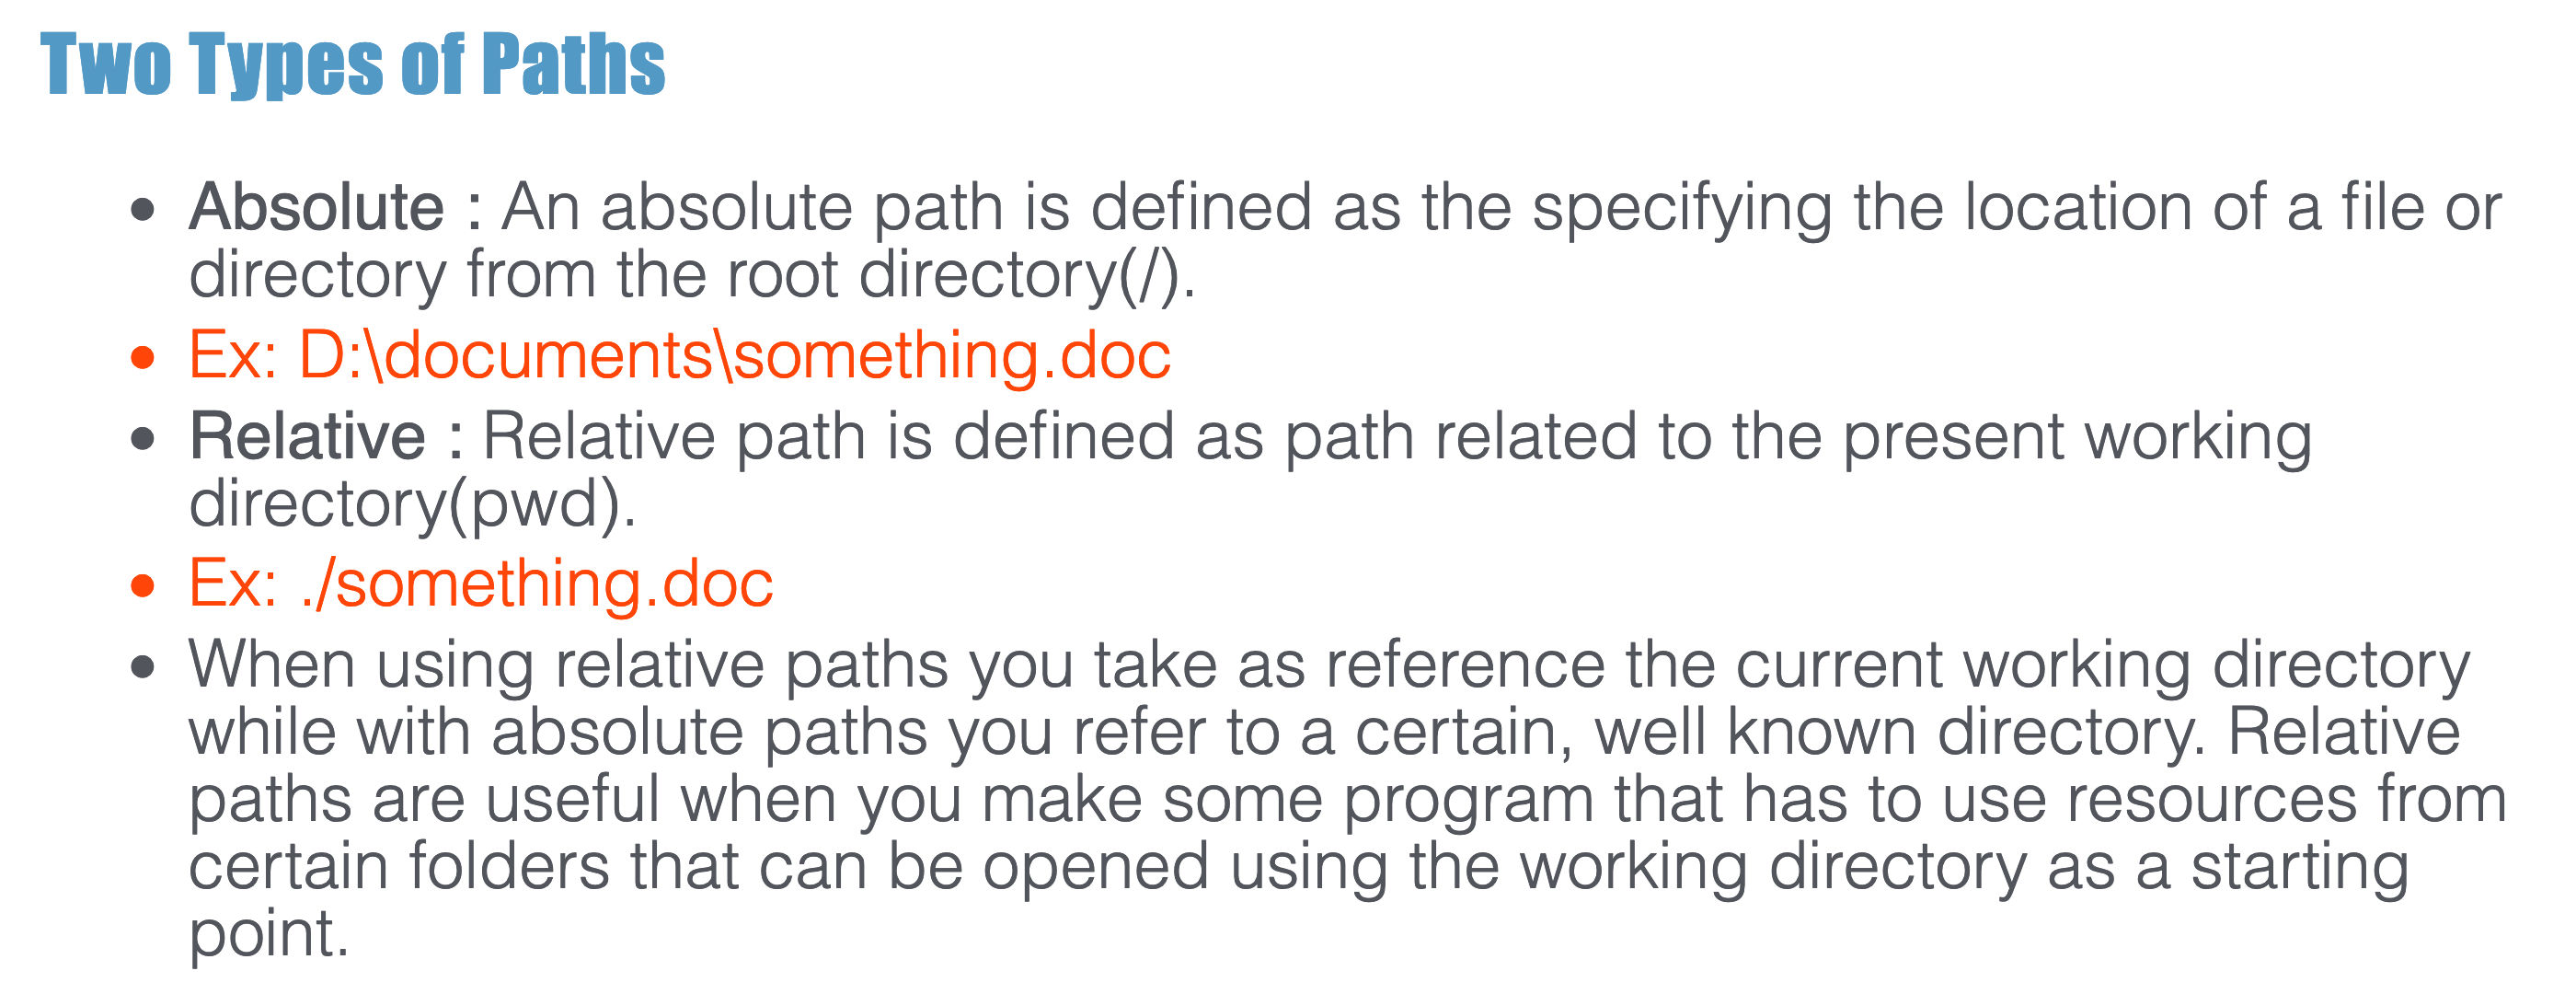 Two Types of Paths
• Absolute : An absolute path is defined as the specifying the location of a file or
directory from the root directory(/).
• Ex: D:\documents\something.doc
• Relative : Relative path is defined as path related to the present working
directory(pwd).
• Ex: ./something.doc
• When using relative paths you take as reference the current working directory
while with absolute paths you refer to a certain, well known directory. Relative
paths are useful when you make some program that has to use resources from
certain folders that can be opened using the working directory as a starting
point.